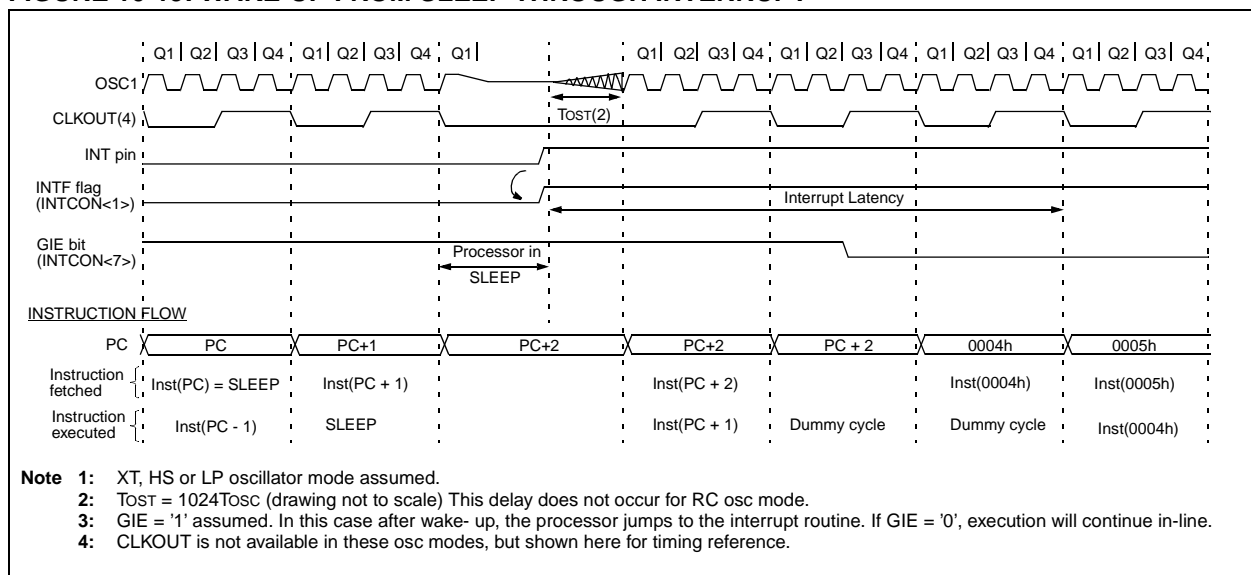 FIGURE 10-18: WAKE-UP FROM SLEEP THROUGH INTERRUPT
Q1 Q2 Q3 Q4 Q1 Q2 Q3 Q4 Q1 Q1 Q2 Q3 Q4 Q1 Q2 Q3 Q4 Q1 Q2 Q3 Q4 Q1 Q2 Q3 Q4
OSC1
TOST(2)
CLKOUT(4)
INT pin
INTF flag
(INTCON<1>)
Interrupt Latency
GIE bit
(INTCON<7>)
Processor in
SLEEP
INSTRUCTION FLOW
PC PC PC+1 PC+2 PC+2 PC + 2 0004h 0005h
Instruction
fetched
Inst(PC) = SLEEP Inst(PC + 1) Inst(PC + 2) Inst(0004h) Inst(0005h)
Instruction
executed
Inst(PC - 1) SLEEP Inst(PC + 1) Dummy cycle Dummy cycle Inst(0004h)
Note 1: XT, HS or LP oscillator mode assumed.
2: TOST = 1024TOSC (drawing not to scale) This delay does not occur for RC osc mode.
3: GIE = '1' assumed. In this case after wake- up, the processor jumps to the interrupt routine. If GIE = '0', execution will continue in-line.
4: CLKOUT is not available in these osc modes, but shown here for timing reference.